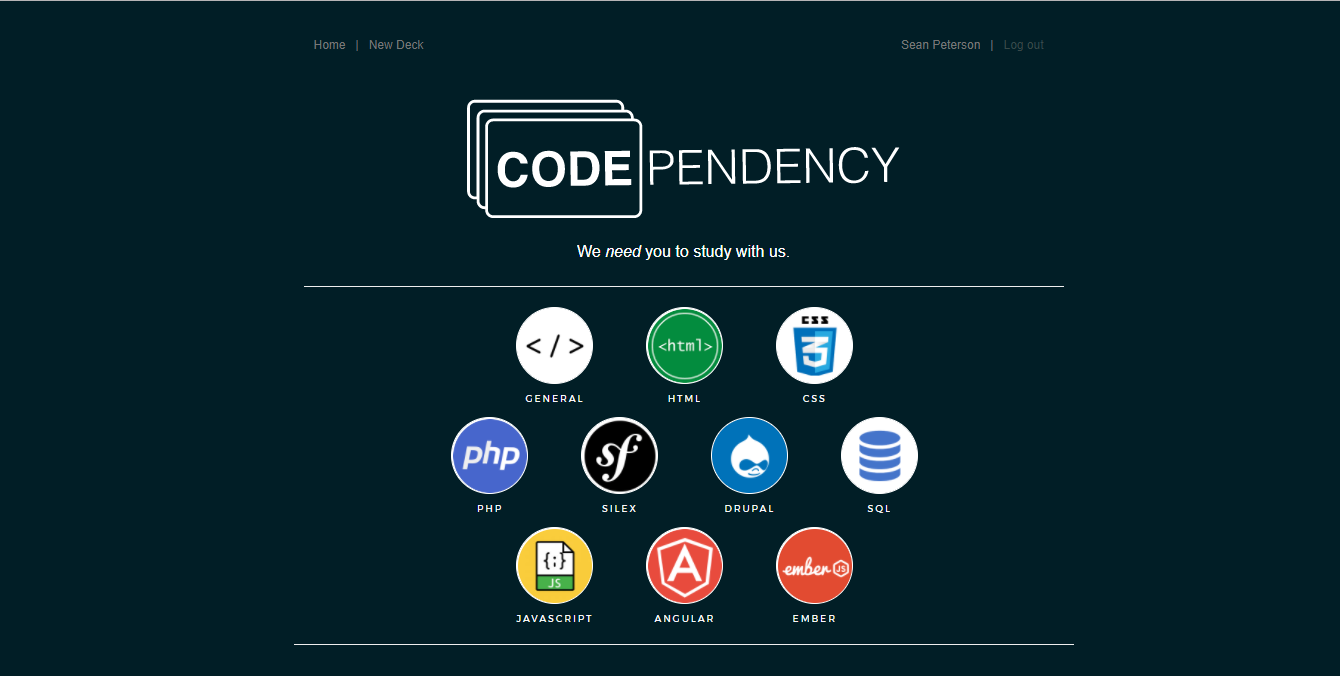 Home | New Deck
Sean Peterson | Log out
CODEPENDENCY
We need you to study with us.
</>
<html>
CSS
3
GENERAL
HTML
CSS
php
sf
PHP
SILEX
DRUPAL
SQL
{;}
JS
A
ember JS
JAVASCRIPT
ANGULAR
EMBER